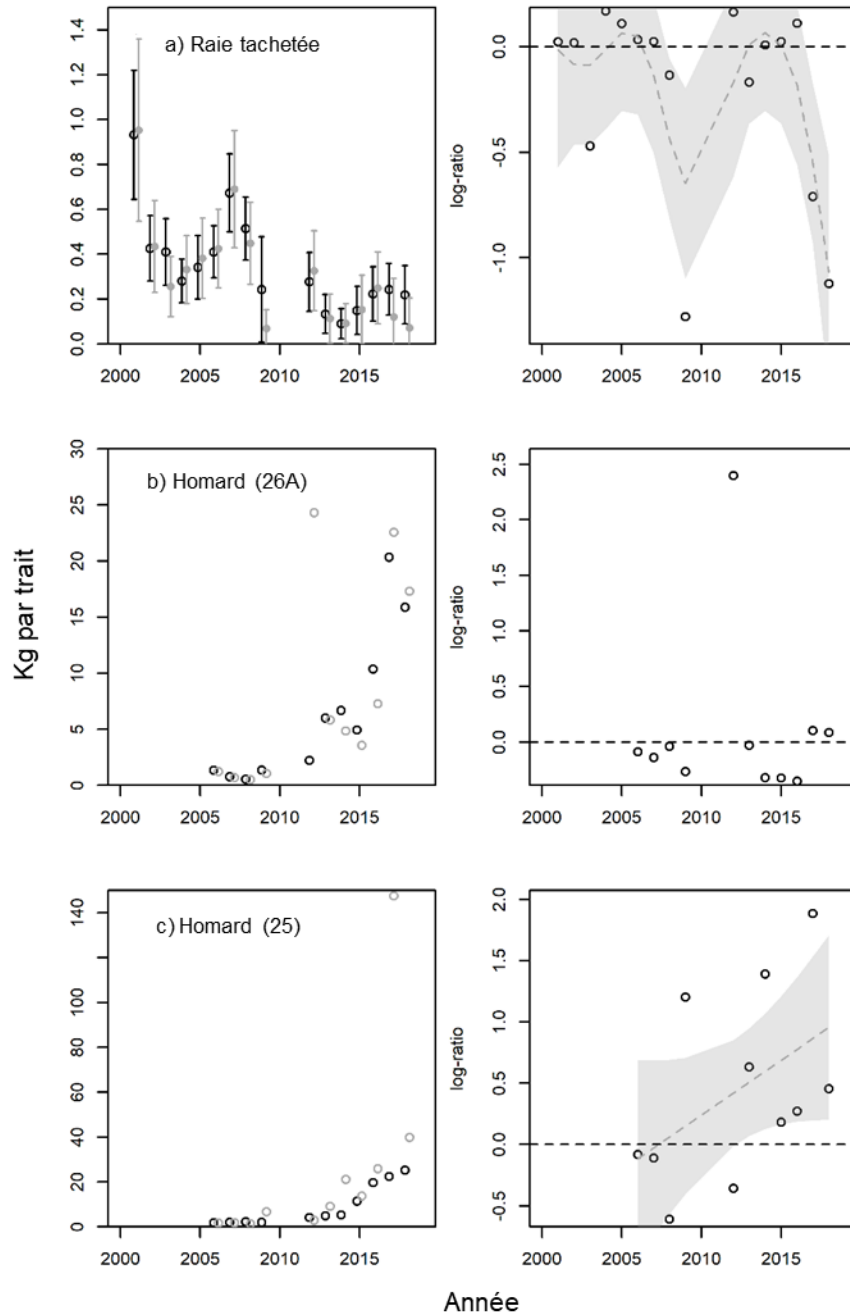 a) Raie tachetée
0.0 0.2 0.4 0.6 0.8 1.0 1.2 1.4
2000 2005 2010 2015
log-ratio
-1.0 -0.5 0.0
2000 2005 2010 2015
Kg par trait
b) Homard (26A)
0 5 10 15 20 25 30
2000 2005 2010 2015
log-ratio
0.0 0.5 1.0 1.5 2.0 2.5
2000 2005 2010 2015
c) Homard (25)
0 20 40 60 80 100 140
2000 2005 2010 2015
log-ratio
-0.5 0.0 0.5 1.0 1.5 2.0
2000 2005 2010 2015
Année